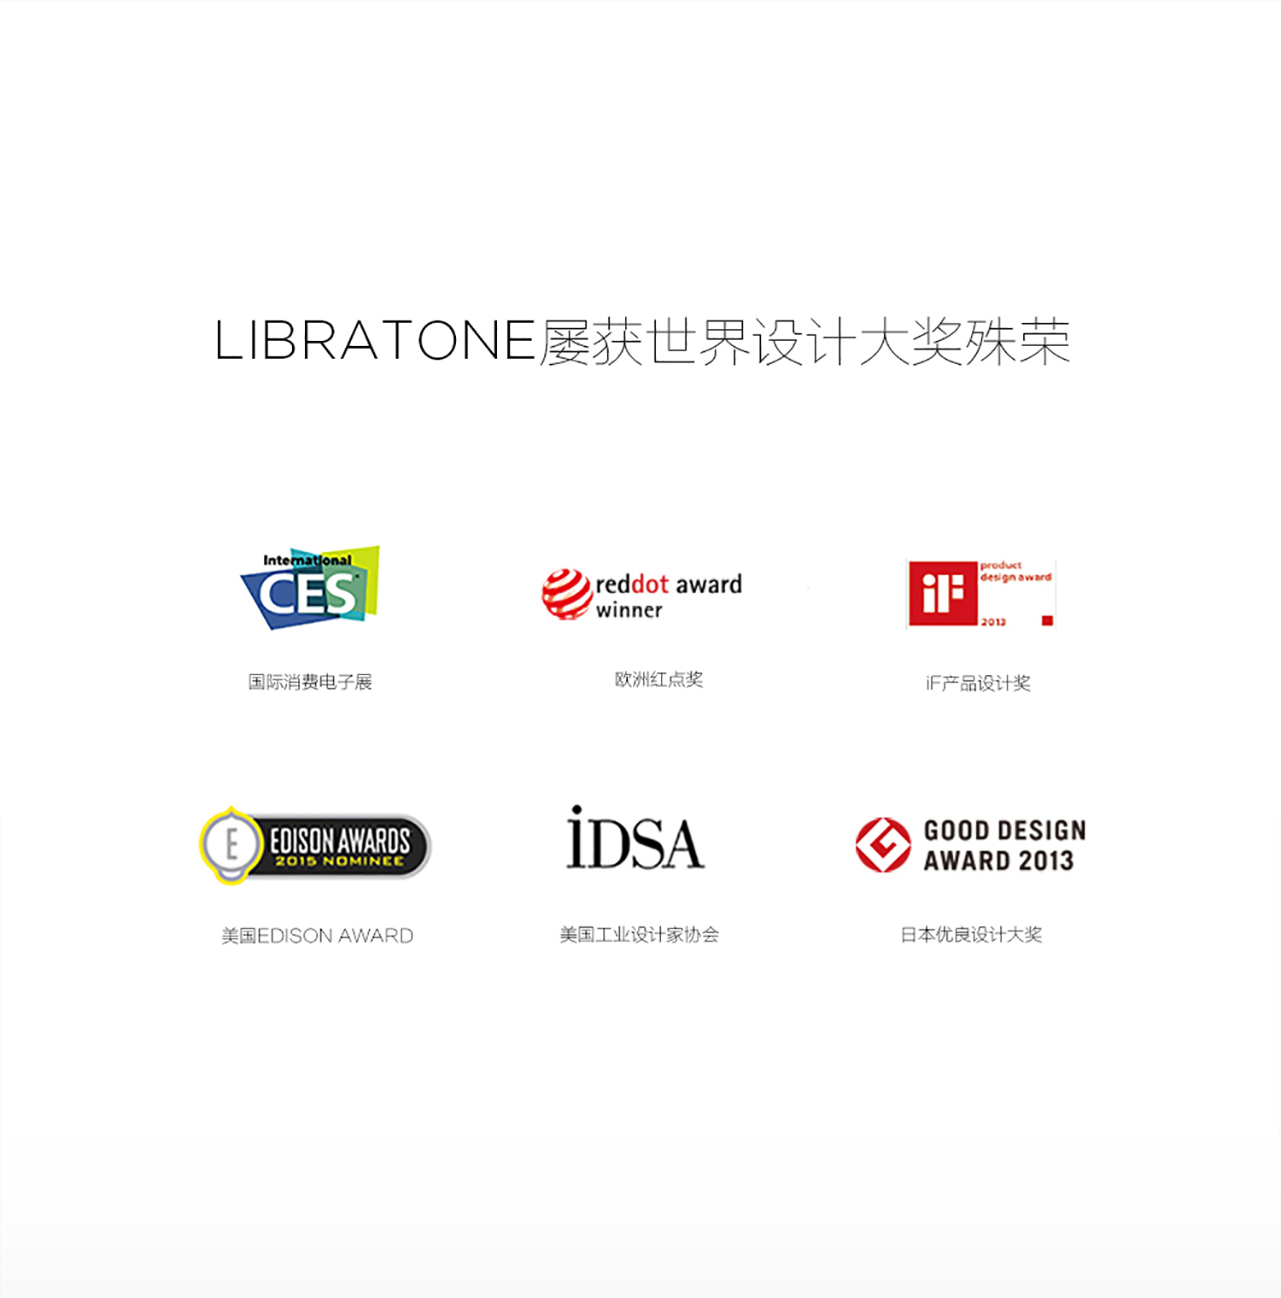 LIBRATONE屡获世界设计大奖殊荣
International
CES
国际消费电子展
reddot award
winner
欧洲红点奖
iF
product
design award
2013
iF产品设计奖
E
EDISON AWARDS
2015 NOMINEE
美国EDISON AWARD
iDSA
美国工业设计家协会
GOOD DESIGN
AWARD 2013
日本优良设计大奖